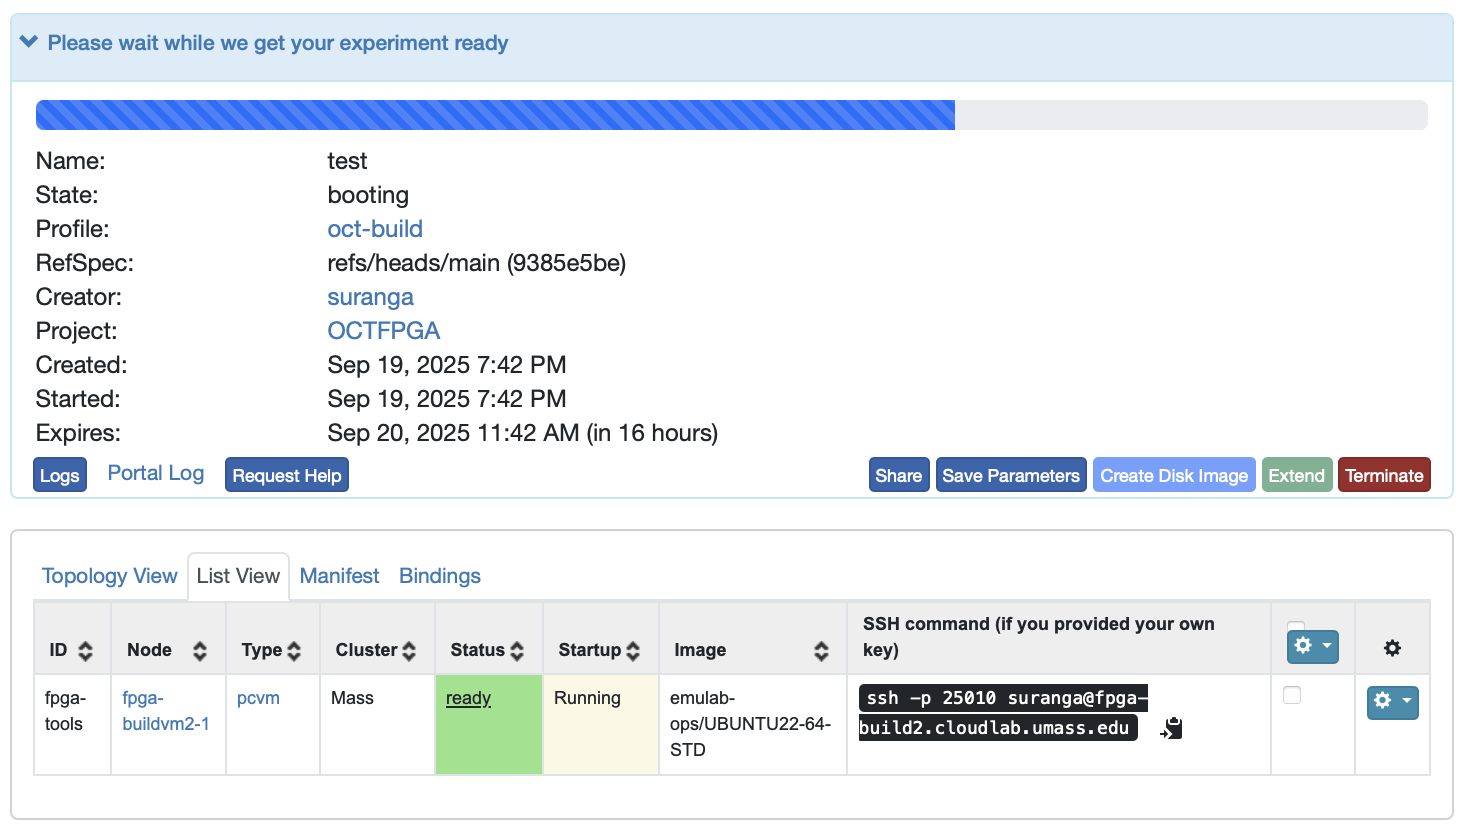 Please wait while we get your experiment ready
Name: test
State: booting
Profile: oct-build
RefSpec: refs/heads/main (9385e5be)
Creator: suranga
Project: OCTFPGA
Created: Sep 19, 2025 7:42 PM
Started: Sep 19, 2025 7:42 PM
Expires: Sep 20, 2025 11:42 AM (in 16 hours)
Logs Portal Log Request Help Share Save Parameters Create Disk Image Extend Terminate
Topology View List View Manifest Bindings
ID Node Type Cluster Status Startup Image SSH command (if you provided your own
key)
fpga-
tools
fpga-
buildvm2-1
pcvm
Mass
ready
Running
emulab-
ops/UBUNTU22-64-
STD
ssh -p 25010 suranga@fpga-
build2.cloudlab.umass.edu